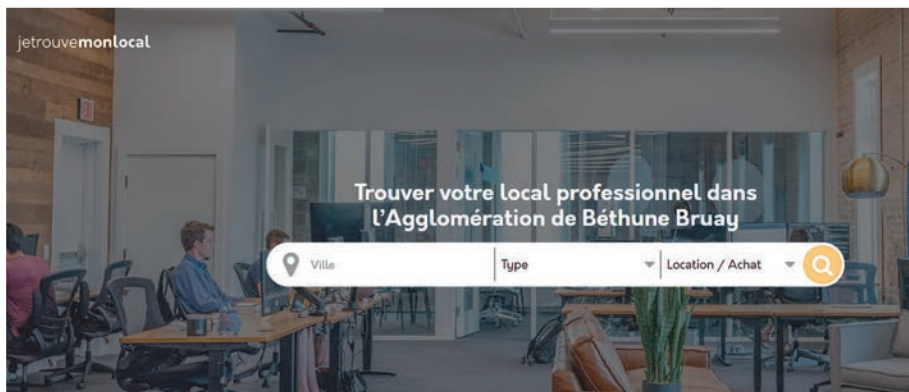 jetrouvemonlocal
Trouver votre local professionnel dans
l'Agglomération de Béthune Bruay
Ville
Type
Location / Achat